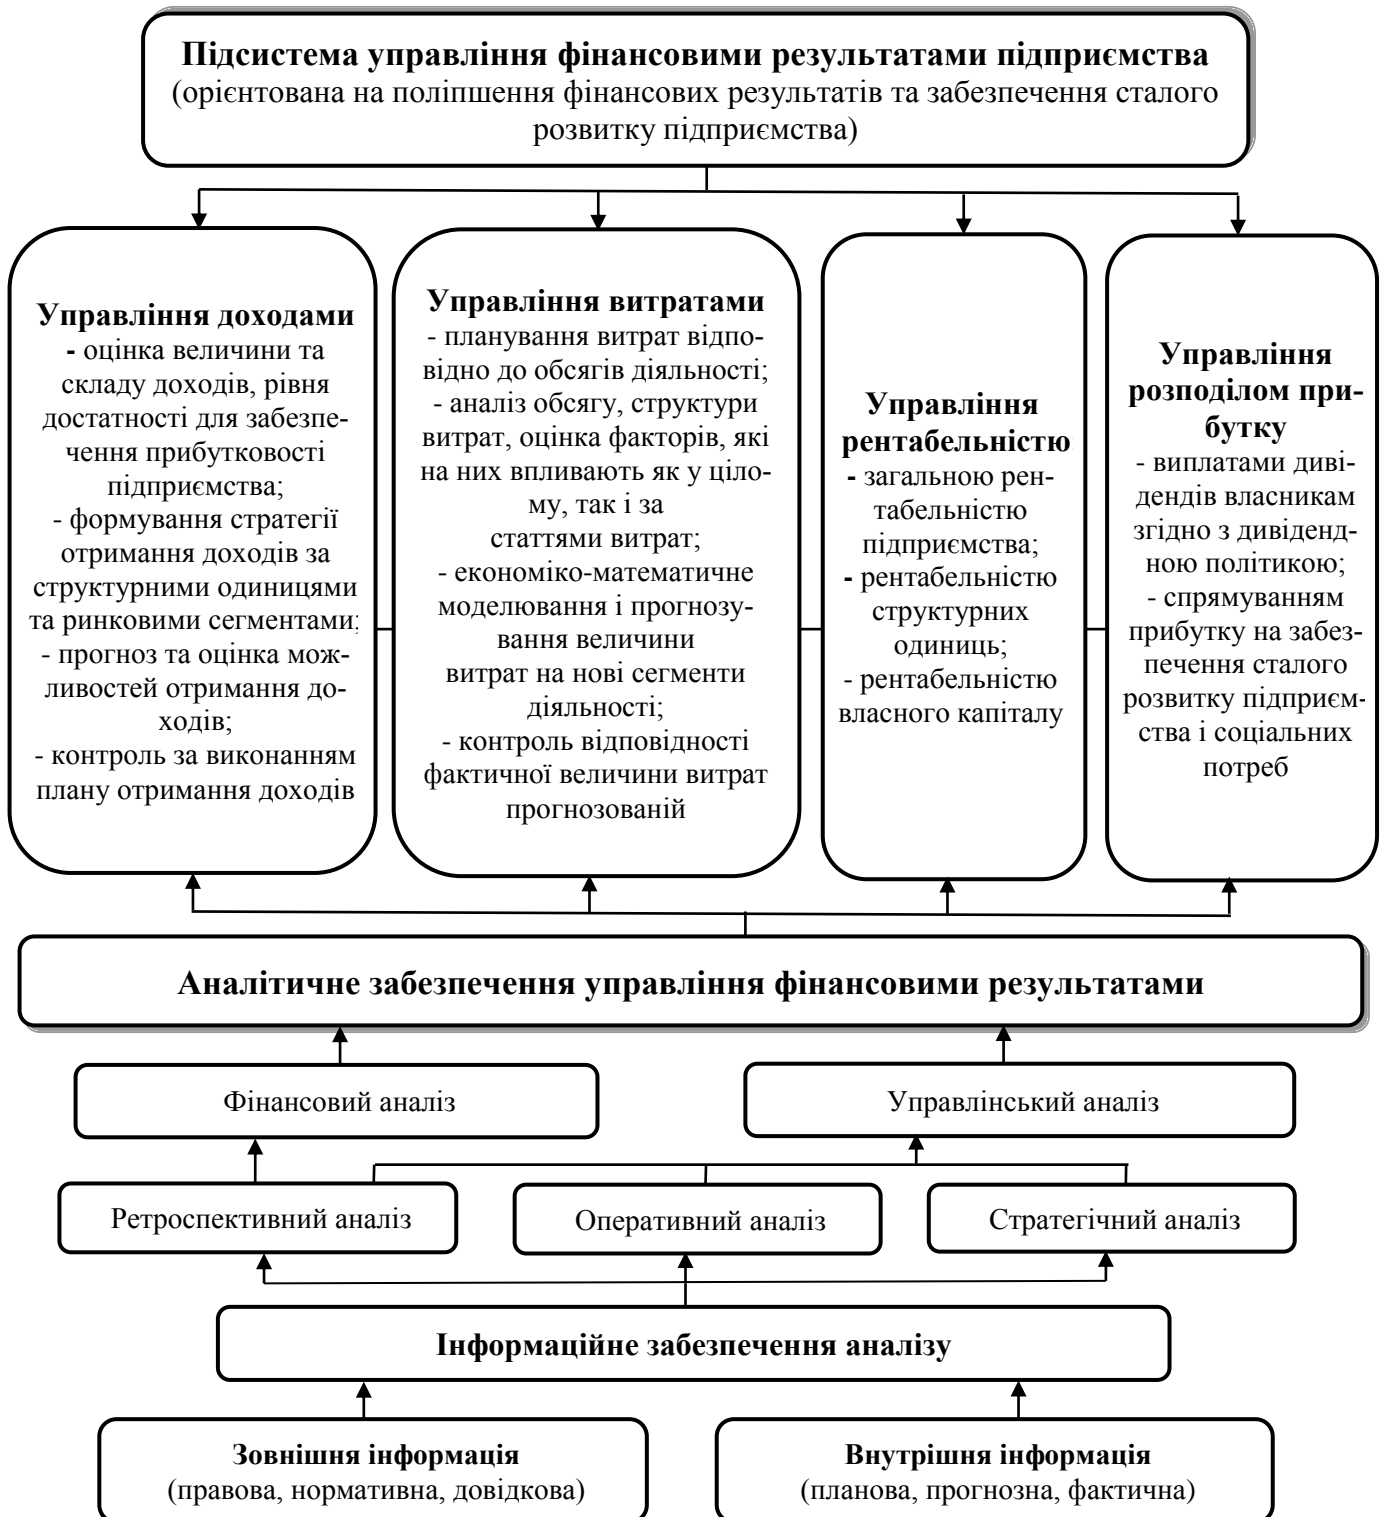 Підсистема управління фінансовими результатами підприємства
(орієнтована на поліпшення фінансових результатів та забезпечення сталого
розвитку підприємства)
Управління доходами
- оцінка величини та
складу доходів, рівня
достатності для забезпе-
чення прибутковості
підприємства;
- формування стратегії
отримання доходів за
структурними одиницями
та ринковими сегментами;
- прогноз та оцінка мож-
ливостей отримання до-
ходів;
- контроль за виконанням
плану отримання доходів
Управління витратами
- планування витрат відпо-
відно до обсягів діяльності;
- аналіз обсягу, структури
витрат, оцінка факторів, які
на них впливають як у ціло-
му, так і за
статтями витрат;
- економіко-математичне
моделювання і прогнозу-
вання величини
витрат на нові сегменти
діяльності;
- контроль відповідності
фактичної величини витрат
прогнозованій
Управління
рентабельністю
- загальною рен-
табельністю
підприємства;
- рентабельністю
структурних
одиниць;
- рентабельністю
власного капіталу
Управління
розподілом при-
бутку
- виплатами диві-
дендів власникам
згідно з дивіденд-
ною політикою;
- спрямуванням
прибутку на забез-
печення сталого
розвитку підприєм-
ства і соціальних
потреб
Аналітичне забезпечення управління фінансовими результатами
Фінансовий аналіз
Управлінський аналіз
Ретроспективний аналіз
Оперативний аналіз
Стратегічний аналіз
Інформаційне забезпечення аналізу
Зовнішня інформація
(правова, нормативна, довідкова)
Внутрішня інформація
(планова, прогнозна, фактична)